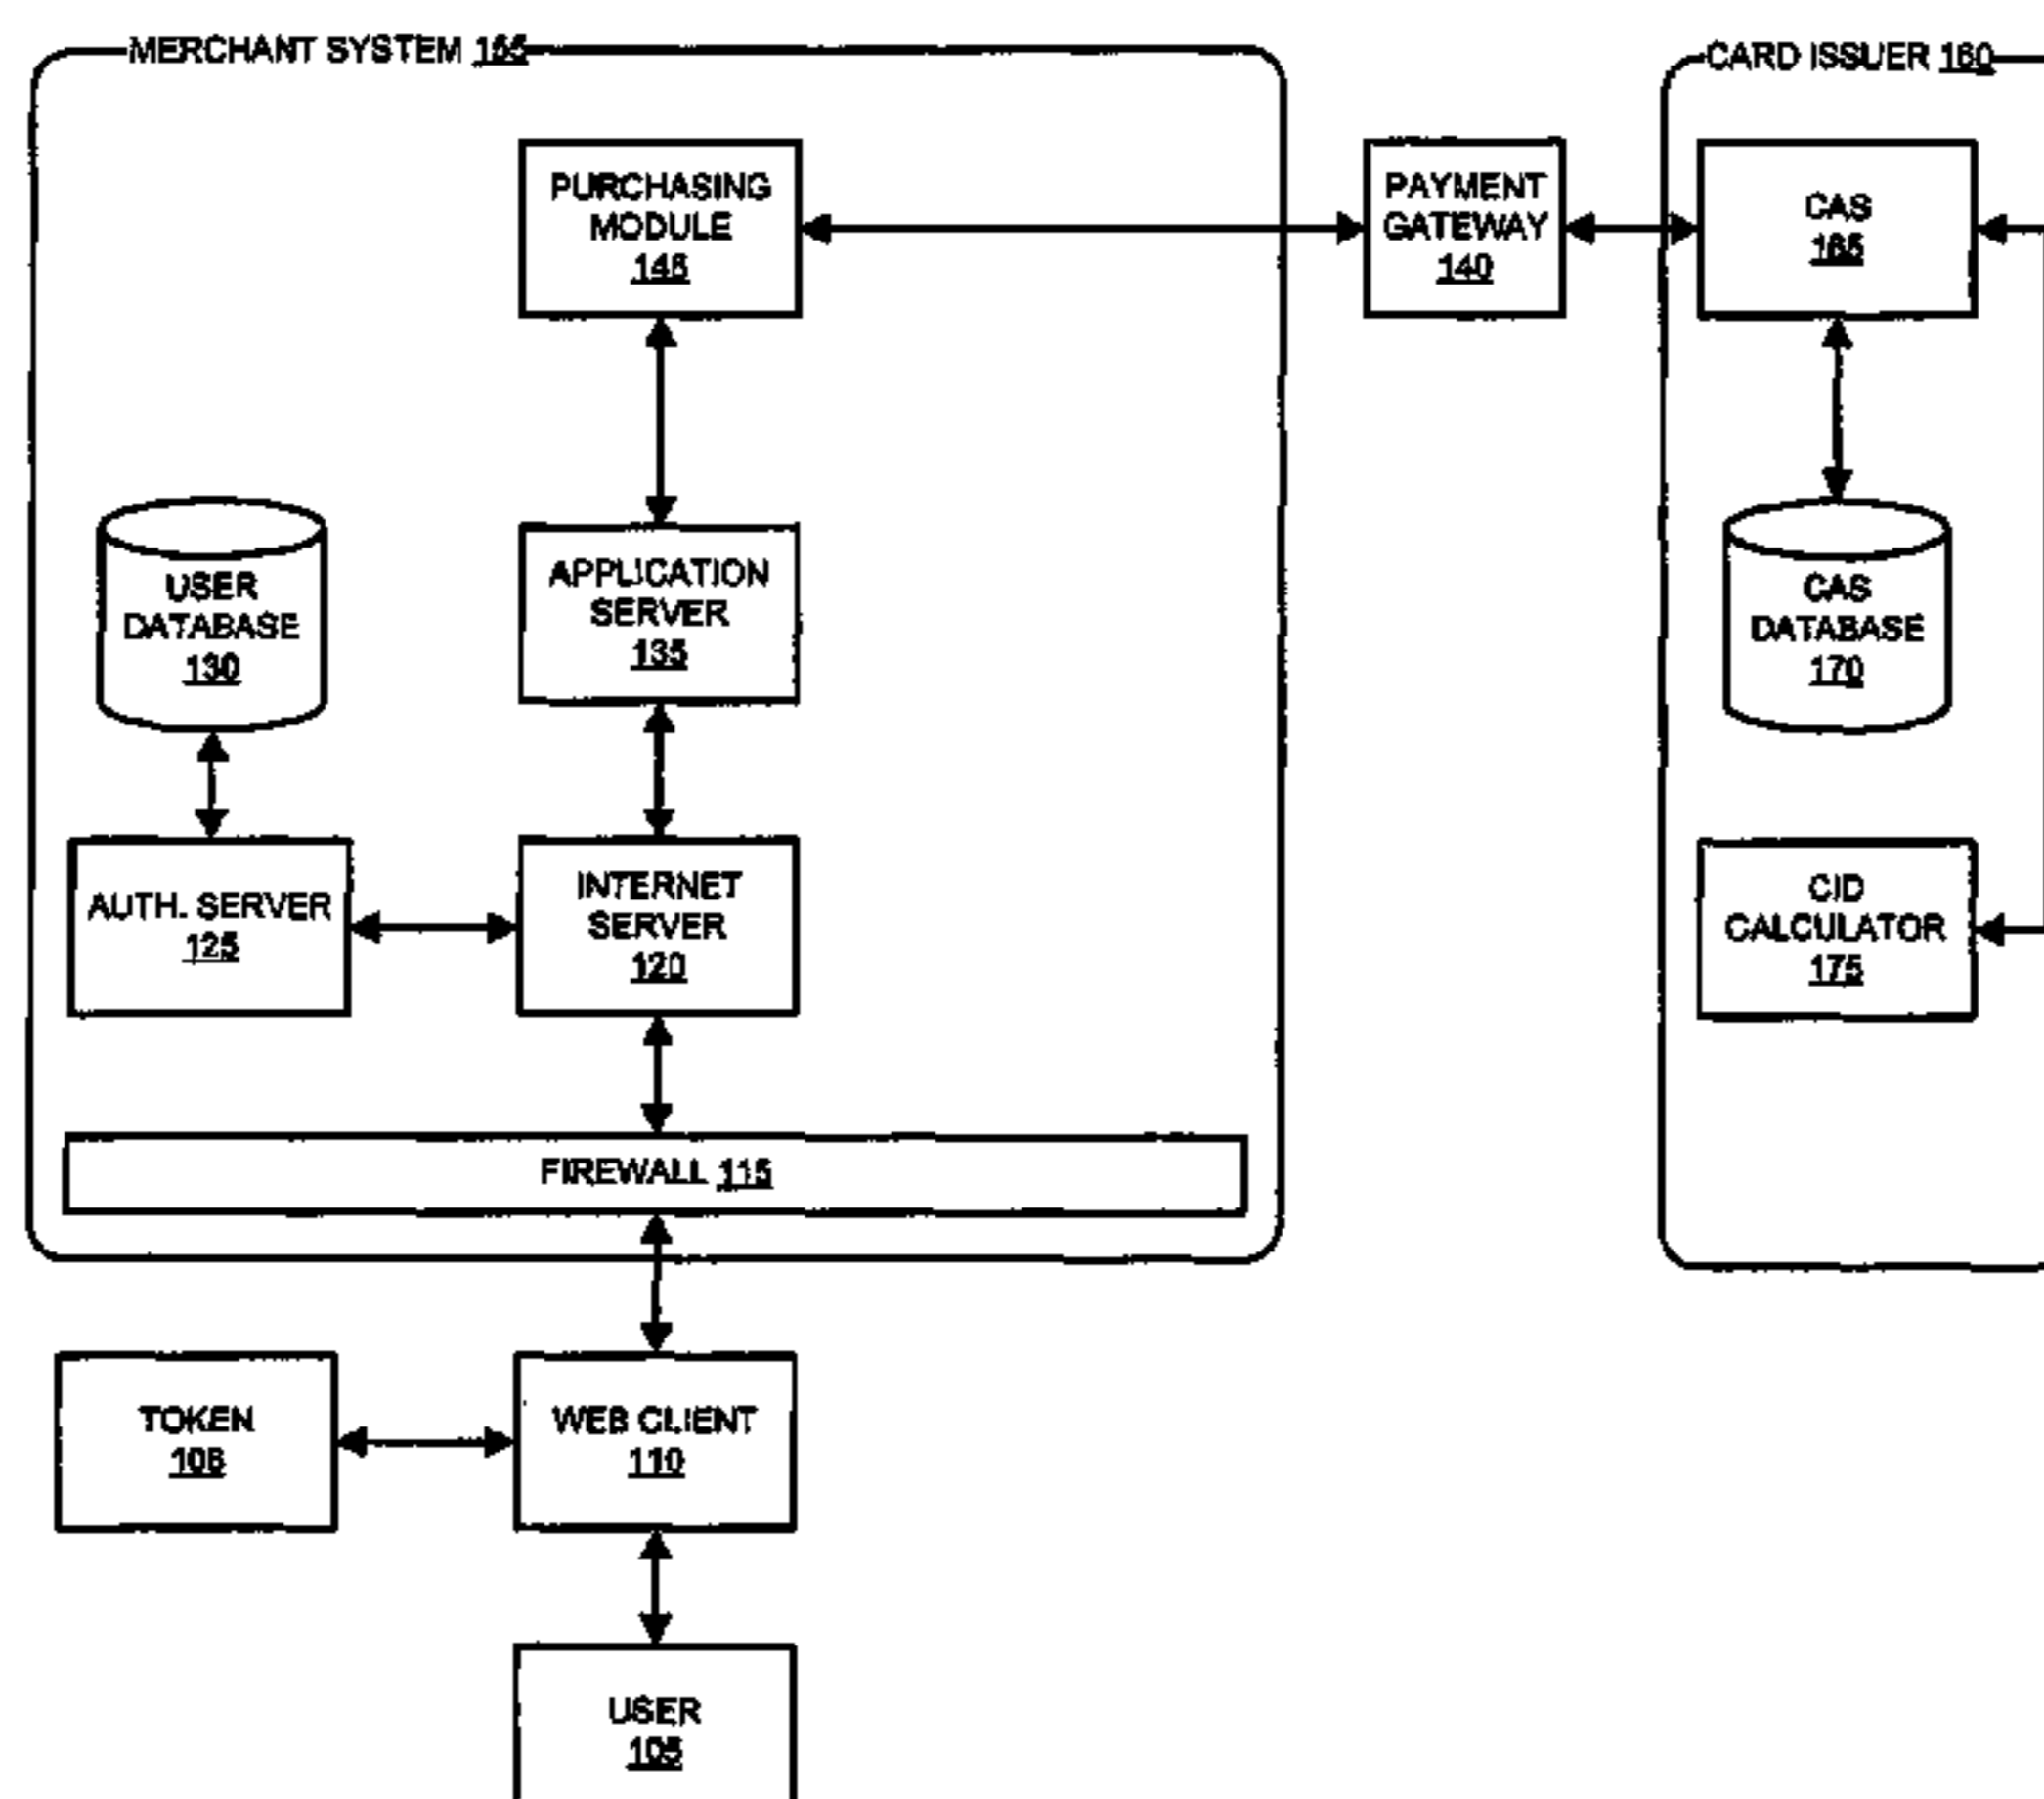 MERCHANT SYSTEM 155
CARD ISSUER 160
PURCHASING
MODULE
145
PAYMENT
GATEWAY
140
CAS
165
USER
DATABASE
130
APPLICATION
SERVER
135
CAS
DATABASE
170
AUTH. SERVER
125
INTERNET
SERVER
120
CID
CALCULATOR
175
FIREWALL 115
TOKEN
WEB CLIENT
110
USER
105